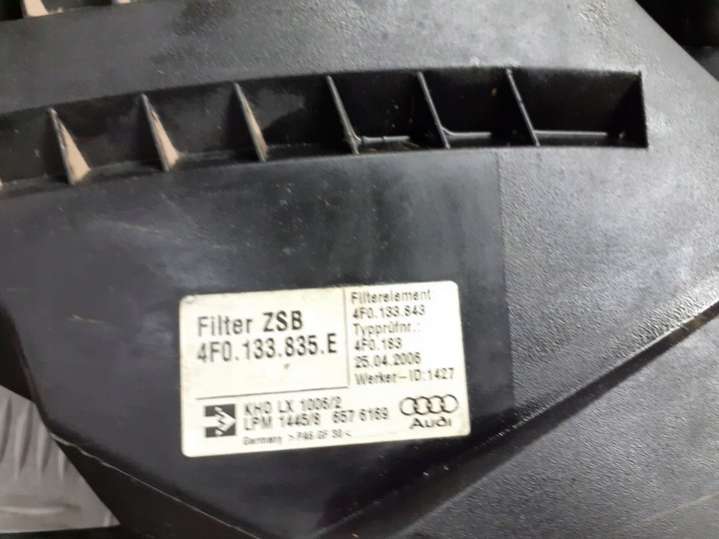 Filter ZSB
4F0.133.835.E
Filterelement
4F0.133.843
Typprüfnr.:
4F0.183
25.04.2006
Werker-ID:1427
KHD LX 1006/2
LPM 1445/6 657 6169
Audi
Germany